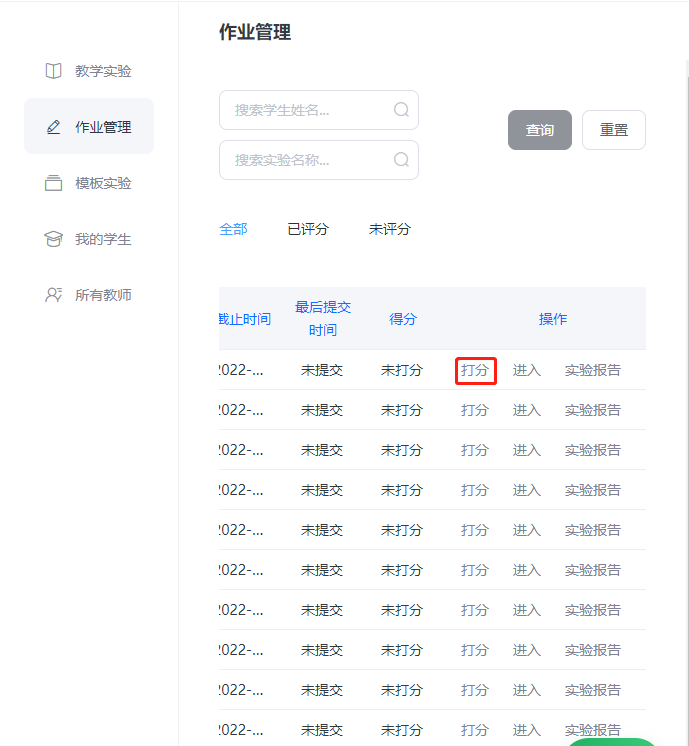 作业管理
教学实验
作业管理
模板实验
我的学生
所有教师
搜索学生姓名...
搜索实验名称...
查询
重置
全部 已评分 未评分
截止时间 最后提交时间 得分 操作
2022-... 未提交 未打分 打分 进入 实验报告
2022-... 未提交 未打分 打分 进入 实验报告
2022-... 未提交 未打分 打分 进入 实验报告
2022-... 未提交 未打分 打分 进入 实验报告
2022-... 未提交 未打分 打分 进入 实验报告
2022-... 未提交 未打分 打分 进入 实验报告
2022-... 未提交 未打分 打分 进入 实验报告
2022-... 未提交 未打分 打分 进入 实验报告
2022-... 未提交 未打分 打分 进入 实验报告
2022-... 未提交 未打分 打分 进入 实验报告